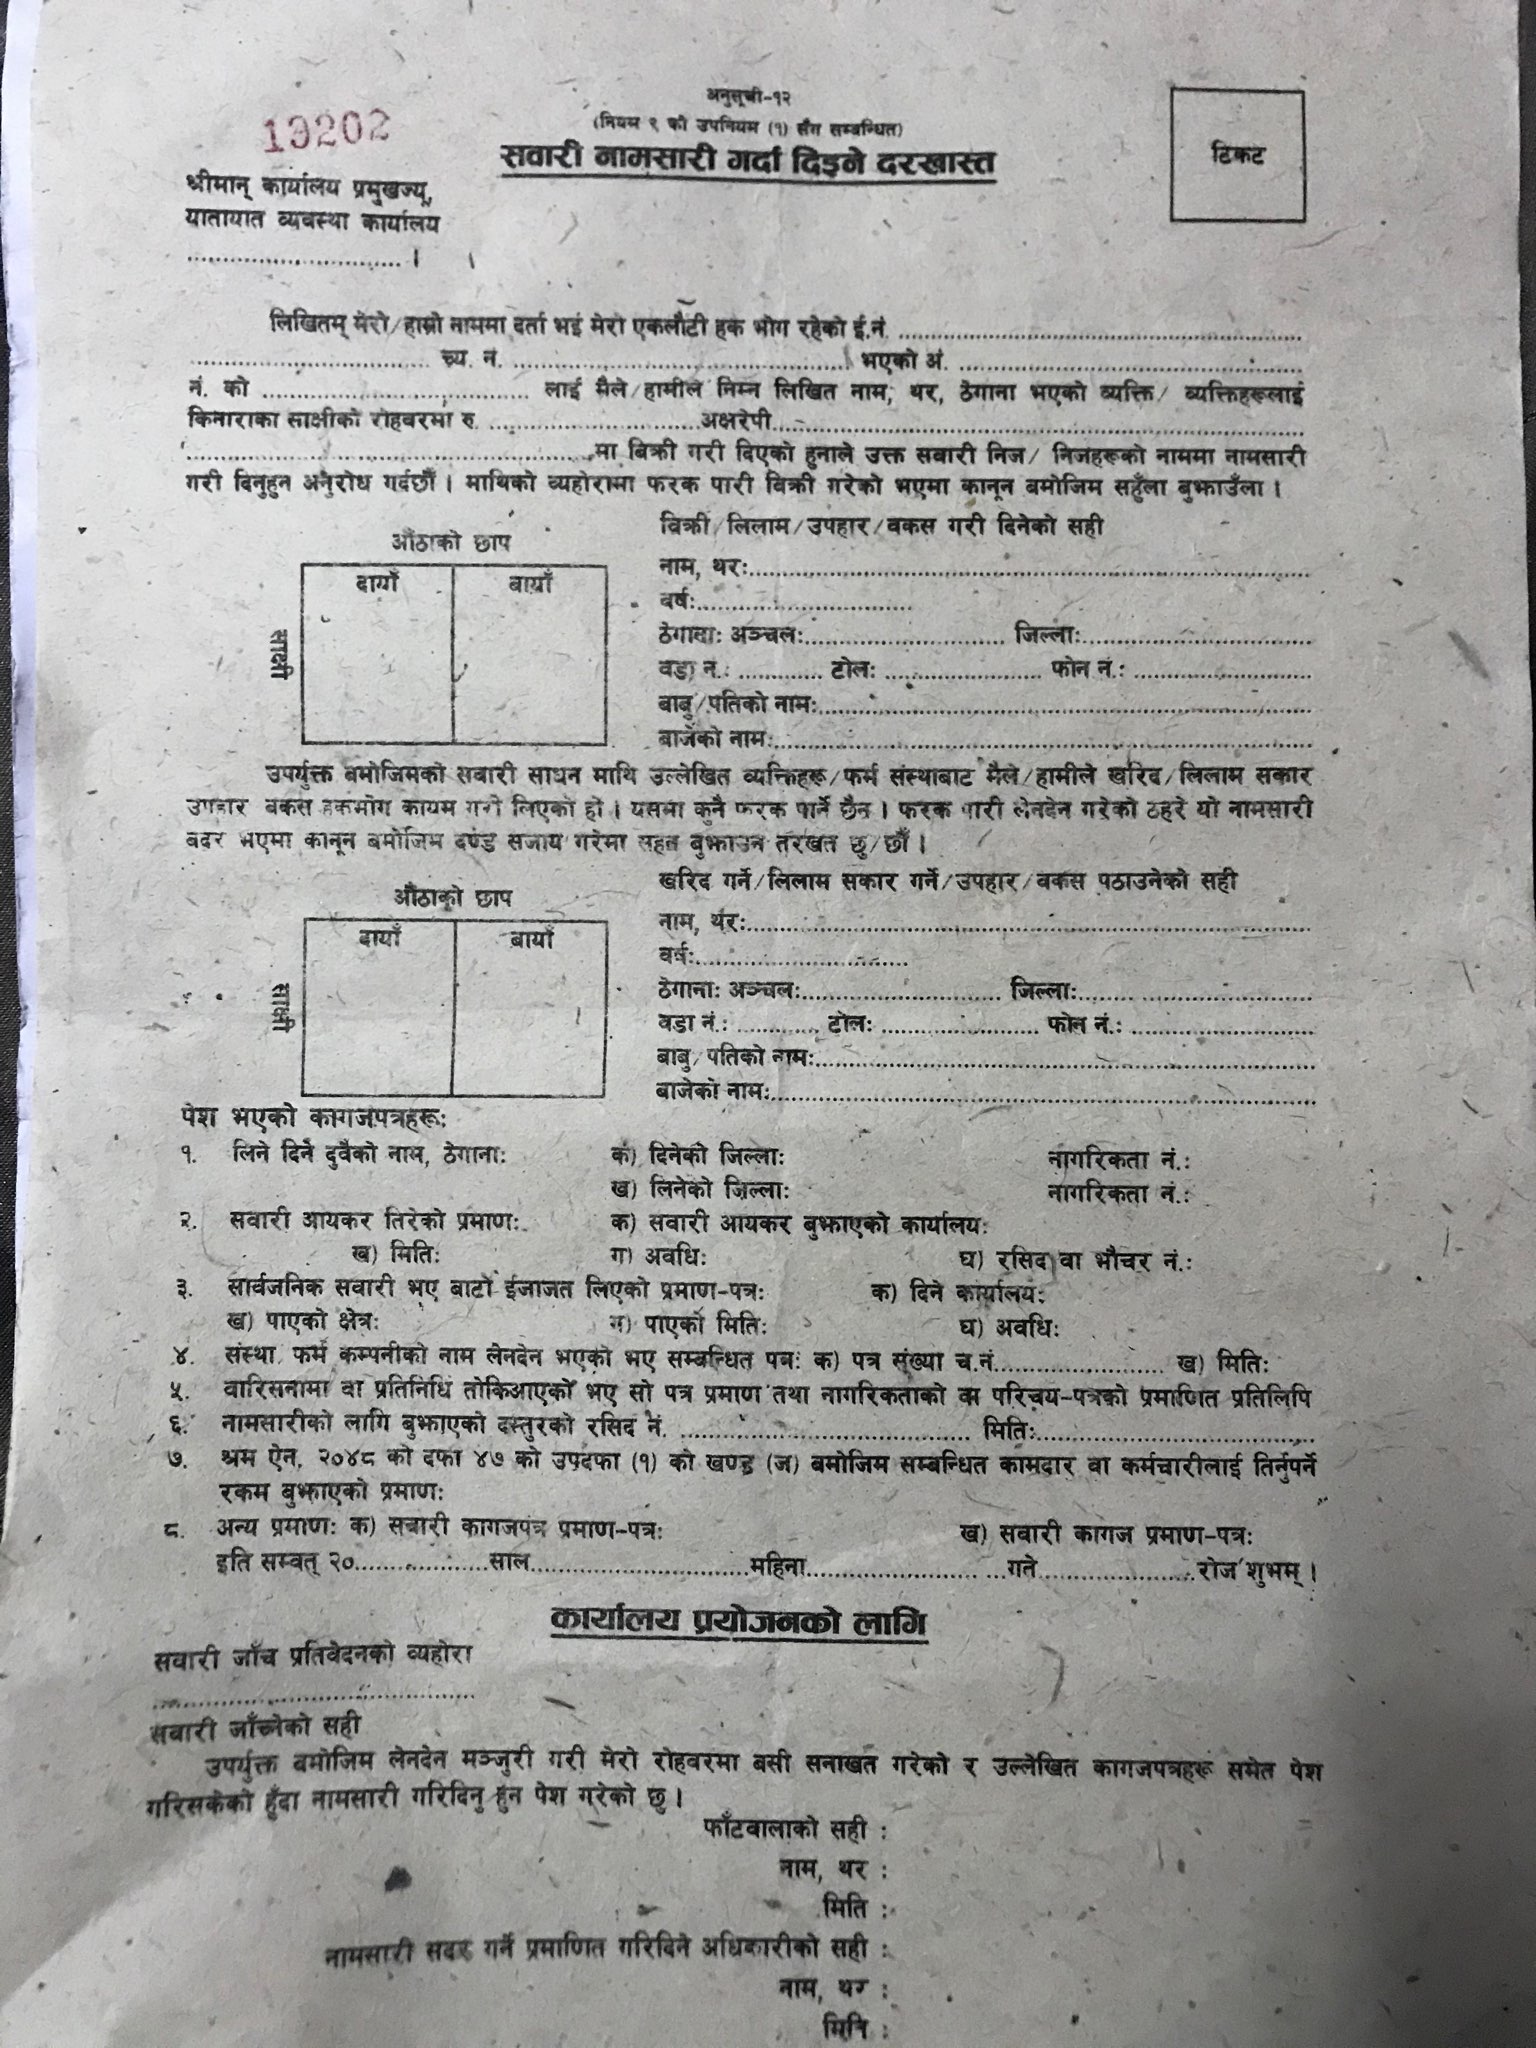 अनुसूची-१२
(नियम ९ को उपनियम (१) सँग सम्बन्धित)
19202
सवारी नामसारी गर्दा दिइने दरखास्त
टिकट
श्रीमान् कार्यालय प्रमुखज्यू,
यातायात व्यवस्था कार्यालय
.............................. ।
लिखितम् मेरो/हाम्रो नाममा दर्ता भई मेरो एकलौटी हक भोग रहेको ई.नं. ..............................
.............................. च्य. नं. .............................. भएको अं. ..............................
नं. को .............................. लाई मैले/हामीले निम्न लिखित नाम, थर, ठेगाना भएको व्यक्ति/ व्यक्तिहरूलाई
किनाराका साक्षीको रोहवरमा रु. ..............................अक्षरेपी..............................
..............................मा बिक्री गरी दिएको हुनाले उक्त सवारी निज/ निजहरूको नाममा नामसारी
गरी दिनुहुन अनुरोध गर्दछौं । माथिको व्यहोरामा फरक पारी विक्री गरेको भएमा कानून बमोजिम सहुँला बुझाउँला ।
विक्री/लिलाम/उपहार/वकस गरी दिनेको सही
औंठाको छाप
दायाँ बायाँ
साक्षी
नाम, थरः..............................
वर्षः..............................
ठेगानाः अञ्चलः.............................. जिल्लाः..............................
वडा नं.: .............. टोलः .............................. फोन नं.: ..............................
बाबु/पतिको नामः..............................
बाजेको नामः..............................
उपर्युक्त बमोजिमको सवारी साधन माथि उल्लेखित व्यक्तिहरू/फर्म संस्थाबाट मैले/हामीले खरिद/लिलाम सकार
उपहार वकस हकभोग कायम गरी लिएको हो । यसमा कुनै फरक पार्ने छैन । फरक पारी लेनदेन गरेको ठहरे यो नामसारी
वदर भएमा कानून बमोजिम दण्ड सजाय गरेमा सहन बुझाउन तरखत छु/छौं ।
खरिद गर्ने/लिलाम सकार गर्ने/उपहार/वकस पठाउनेको सही
औंठाको छाप
दायाँ बायाँ
साक्षी
नाम, थरः..............................
वर्षः..............................
ठेगानाः अञ्चलः.............................. जिल्लाः..............................
वडा नं.: .............. टोलः .............................. फोन नं.: ..............................
बाबु/पतिको नामः..............................
बाजेको नामः..............................
पेश भएको कागजपत्रहरूः
१. लिने दिने दुवैको नाम, ठेगानाः क) दिनेको जिल्लाः नागरिकता नं.:
ख) लिनेको जिल्लाः नागरिकता नं.:
२. सवारी आयकर तिरेको प्रमाणः क) सवारी आयकर बुझाएको कार्यालयः
ख) मितिः ग) अवधिः घ) रसिद वा भौचर नं.:
३. सार्वजनिक सवारी भए बाटो ईजाजत लिएको प्रमाण-पत्रः क) दिने कार्यालयः
ख) पाएको क्षेत्रः ग) पाएको मितिः घ) अवधिः
४. संस्था फर्म कम्पनीको नाम लेनदेन भएको भए सम्बन्धित पत्रः क) पत्र संख्या च.नं........................ ख) मितिः
५. वारिसनामा वा प्रतिनिधि तोकिआएको भए सो पत्र प्रमाण तथा नागरिकताको वा परिचय-पत्रको प्रमाणित प्रतिलिपि
६. नामसारीको लागि बुझाएको दस्तुरको रसिद नं. .............................. मितिः..............................
७. श्रम ऐन, २०४८ को दफा ४७ को उपदफा (१) को खण्ड (ज) बमोजिम सम्बन्धित कामदार वा कर्मचारीलाई तिर्नुपर्ने
रकम बुझाएको प्रमाणः
८. अन्य प्रमाणः क) सवारी कागजपत्र प्रमाण-पत्रः ख) सवारी कागज प्रमाण-पत्रः
इति सम्वत् २०....................साल..............................महिना..............................गते....................रोज शुभम् ।
कार्यालय प्रयोजनको लागि
सवारी जाँच प्रतिवेदनको व्यहोरा
..............................
सवारी जाँच्नेको सही
उपर्युक्त बमोजिम लेनदेन मञ्जुरी गरी मेरो रोहवरमा बसी सनाखत गरेको र उल्लेखित कागजपत्रहरू समेत पेश
गरिसकेको हुँदा नामसारी गरिदिनु हुन पेश गरेको छु ।
फाँटवालाको सही :
नाम, थर :
मिति :
नामसारी सदर गर्ने प्रमाणित गरिदिने अधिकारीको सही :
नाम, थर :
मिति :